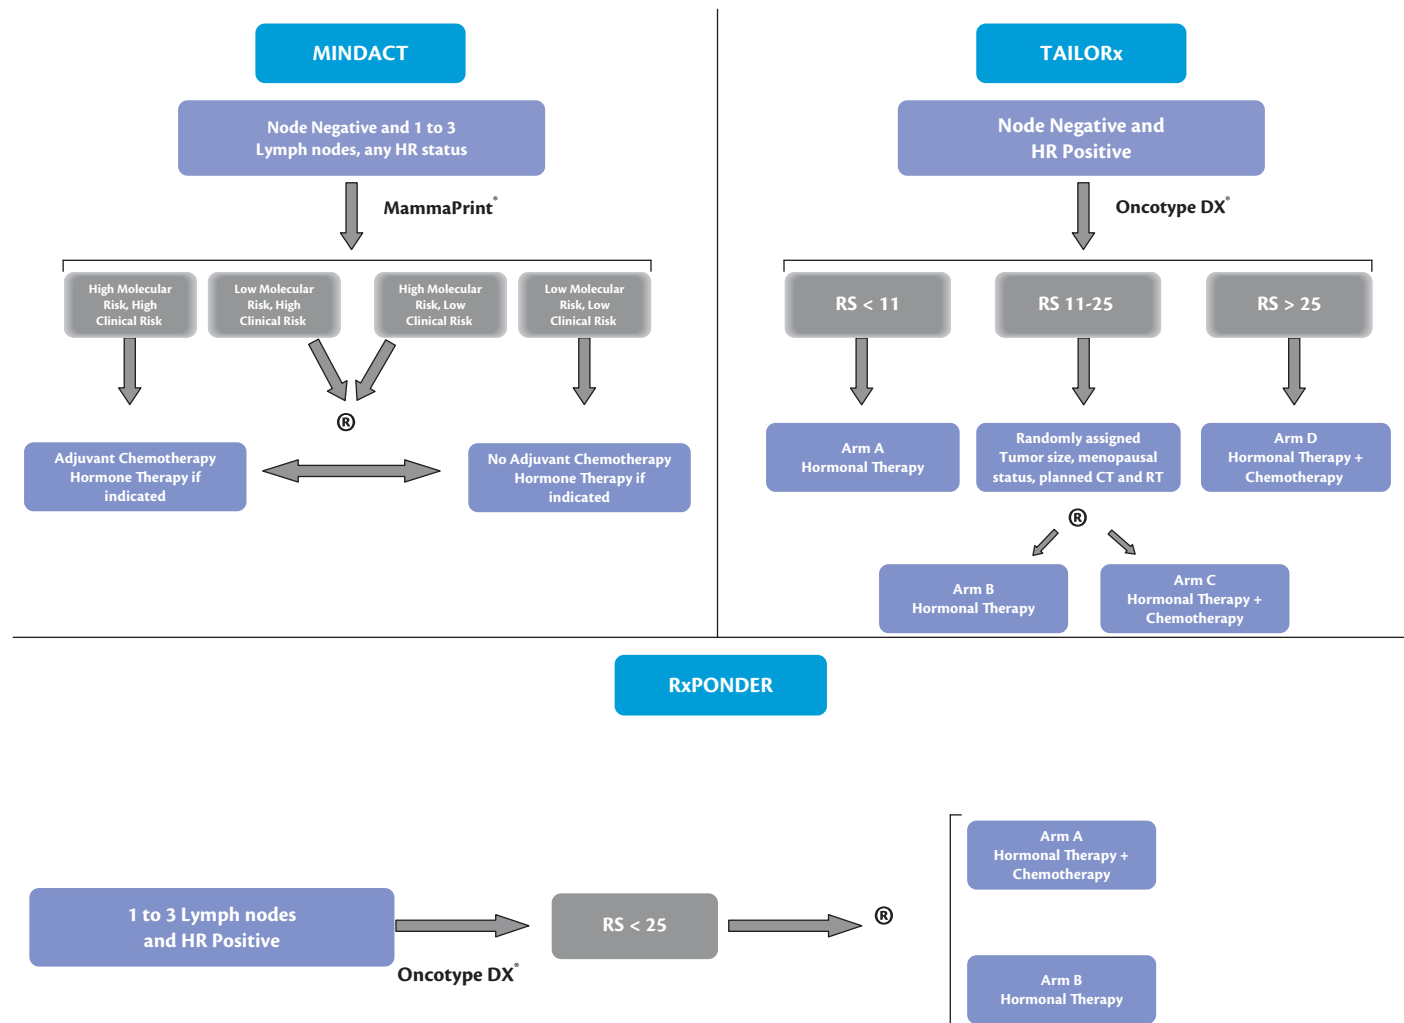 MINDACT
Node Negative and 1 to 3
Lymph nodes, any HR status
MammaPrint®
High Molecular
Risk, High
Clinical Risk
Low Molecular
Risk, High
Clinical Risk
High Molecular
Risk, Low
Clinical Risk
Low Molecular
Risk, Low
Clinical Risk
®
Adjuvant Chemotherapy
Hormone Therapy if
indicated
No Adjuvant Chemotherapy
Hormone Therapy if
indicated
TAILORx
Node Negative and
HR Positive
Oncotype DX®
RS < 11
RS 11-25
RS > 25
Arm A
Hormonal Therapy
Randomly assigned
Tumor size, menopausal
status, planned CT and RT
Arm D
Hormonal Therapy +
Chemotherapy
®
Arm B
Hormonal Therapy
Arm C
Hormonal Therapy +
Chemotherapy
RxPONDER
1 to 3 Lymph nodes
and HR Positive
Oncotype DX®
RS < 25
®
Arm A
Hormonal Therapy +
Chemotherapy
Arm B
Hormonal Therapy